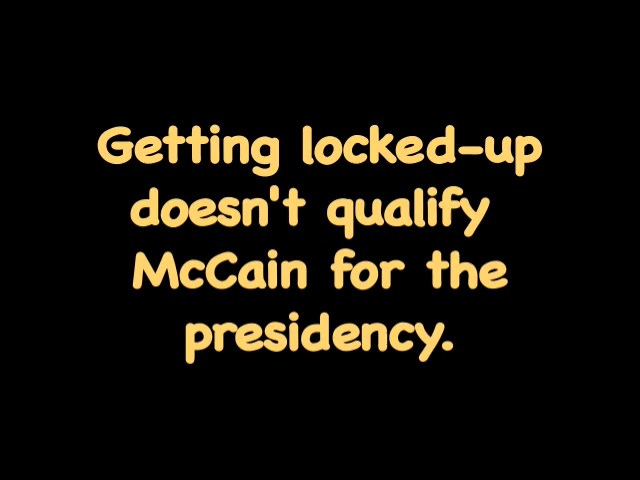 Getting locked-up
doesn't qualify
McCain for the
presidency.